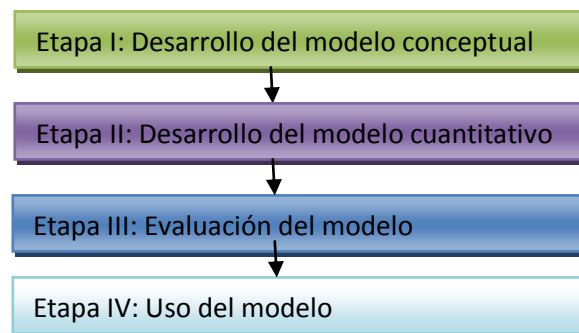 Etapa I: Desarrollo del modelo conceptual
Etapa II: Desarrollo del modelo cuantitativo
Etapa III: Evaluación del modelo
Etapa IV: Uso del modelo